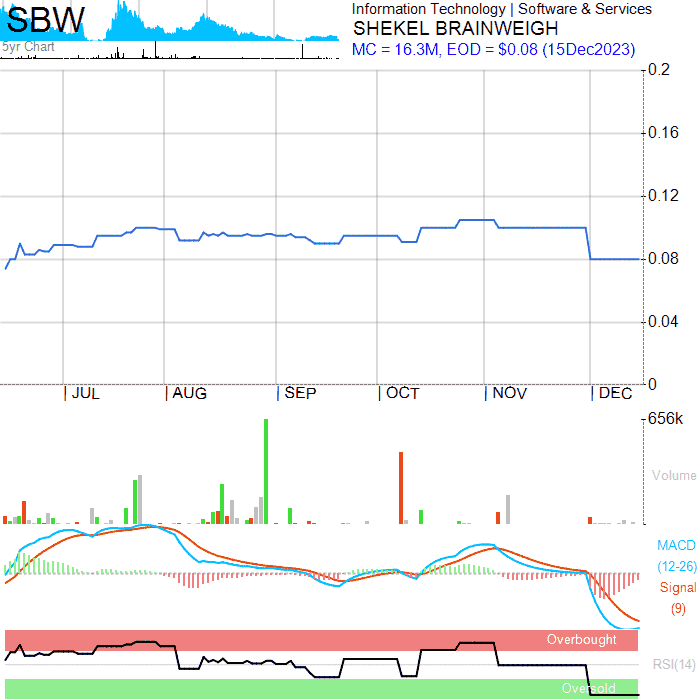 SBW
5yr Chart
Information Technology | Software & Services
SHEKEL BRAINWEIGH
MC = 16.3M, EOD = $0.08 (15Dec2023)
0.2
0.16
0.12
0.08
0.04
0
| JUL | AUG | SEP | OCT | NOV | DEC
656k
Volume
MACD
(12-26)
Signal
(9)
Overbought
RSI(14)
Oversold